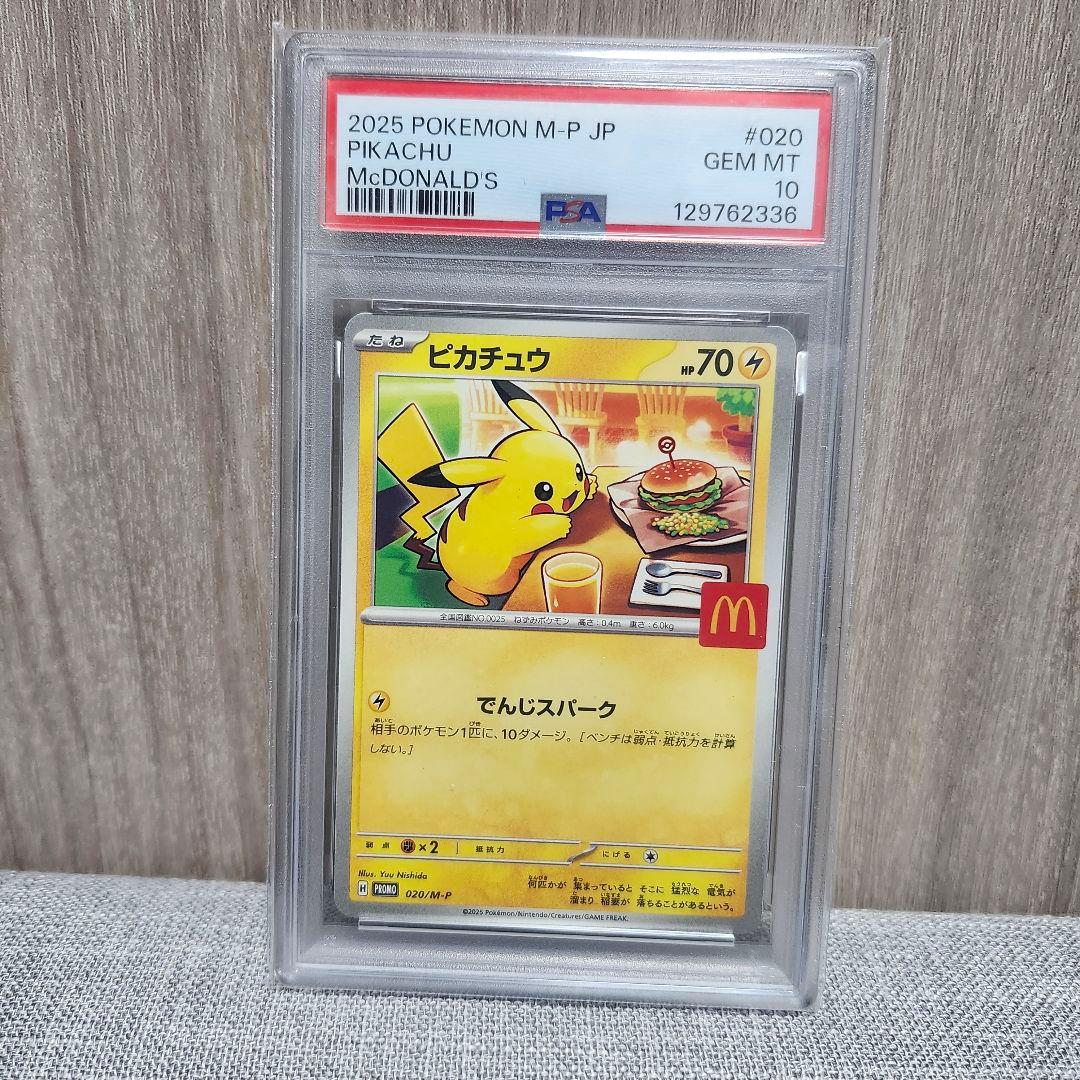 2025 POKEMON M-P JP #020
PIKACHU GEM MT
McDONALD'S 10
PSA 129762336
たね ピカチュウ HP70
全国図鑑NO.0025 ねずみポケモン 高さ:0.4m 重さ:6.0kg
でんじスパーク
相手のポケモン1匹に、10ダメージ。[ベンチは弱点・抵抗力を計算
しない。]
弱点 ×2 抵抗力 にげる
Illus. Yuu Nishida
H PROMO 020/M-P
何匹かが 集まっていると そこに 猛烈な 電気が
溜まり 稲妻が 落ちることがあるという。
©2025 Pokémon/Nintendo/Creatures/GAME FREAK.